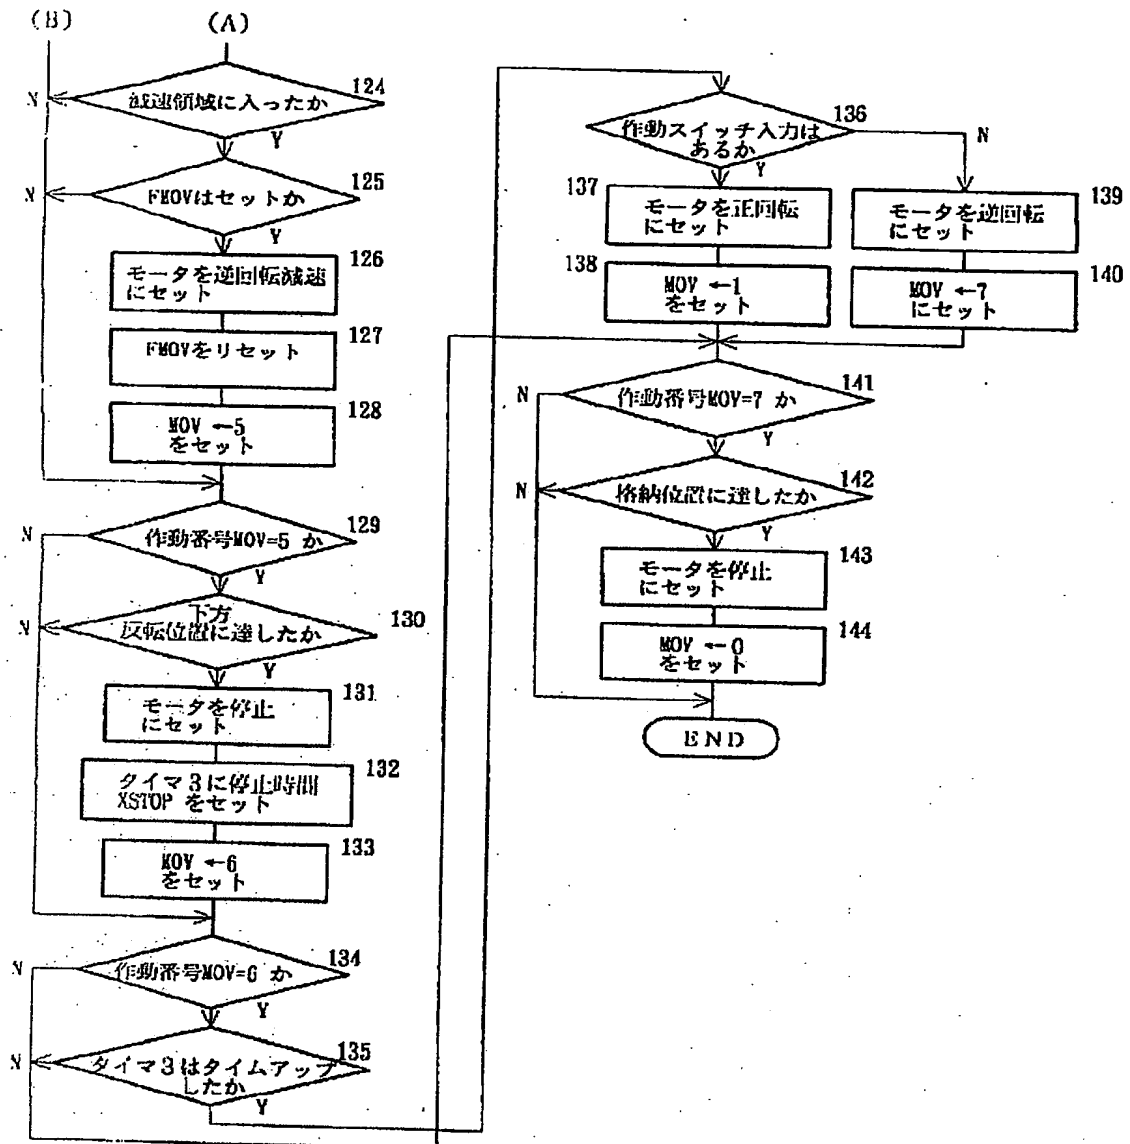 (B)
(A)
124
減速領域に入ったか
N
Y
125
FMOVはセットか
N
Y
126
モータを逆回転減速
にセット
127
FMOVをリセット
128
MOV ←5
をセット
129
作動番号MOV=5 か
N
Y
130
下方
反転位置に達したか
N
Y
131
モータを停止
にセット
132
タイマ3に停止時間
XSTOP をセット
133
MOV ←6
をセット
134
作動番号MOV=6 か
N
Y
135
タイマ3はタイムアップ
したか
N
Y
136
作動スイッチ入力は
あるか
N
Y
137
モータを正回転
にセット
138
MOV ←1
をセット
139
モータを逆回転
にセット
140
MOV ←7
にセット
141
作動番号MOV=7 か
N
Y
142
格納位置に達したか
N
Y
143
モータを停止
にセット
144
MOV ←0
をセット
END